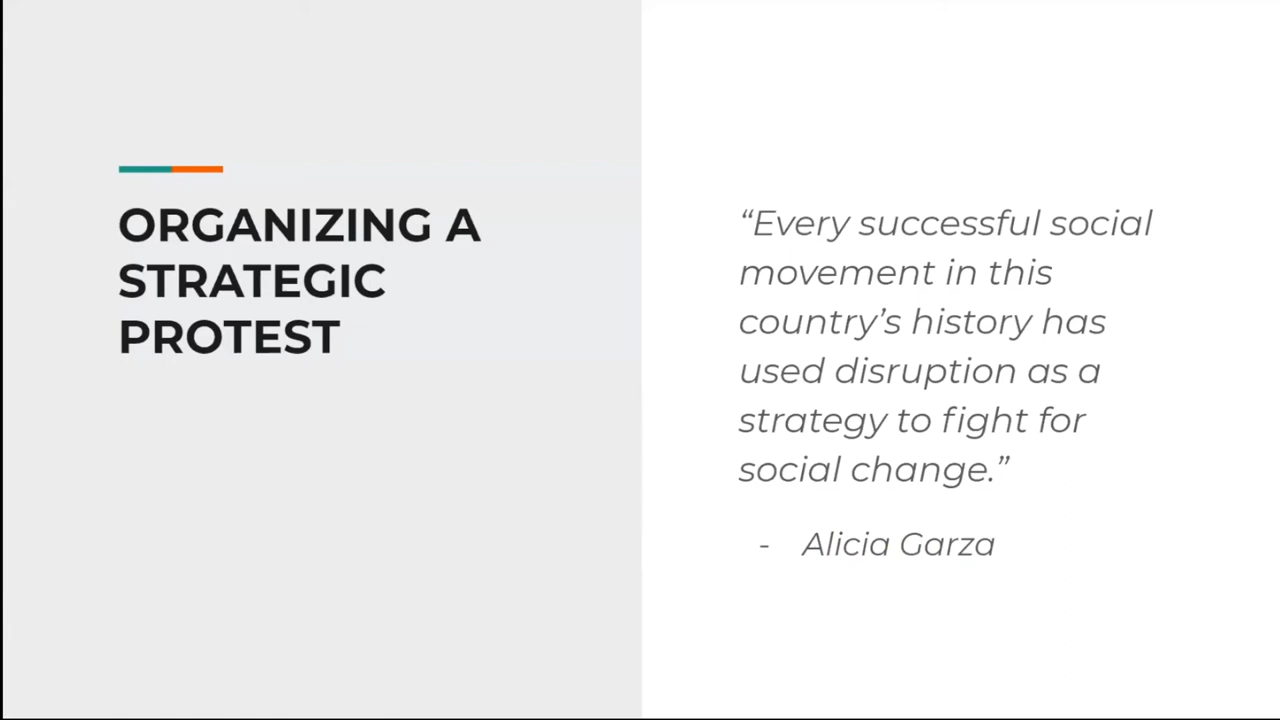 ORGANIZING A
STRATEGIC
PROTEST
“Every successful social
movement in this
country’s history has
used disruption as a
strategy to fight for
social change.”
- Alicia Garza